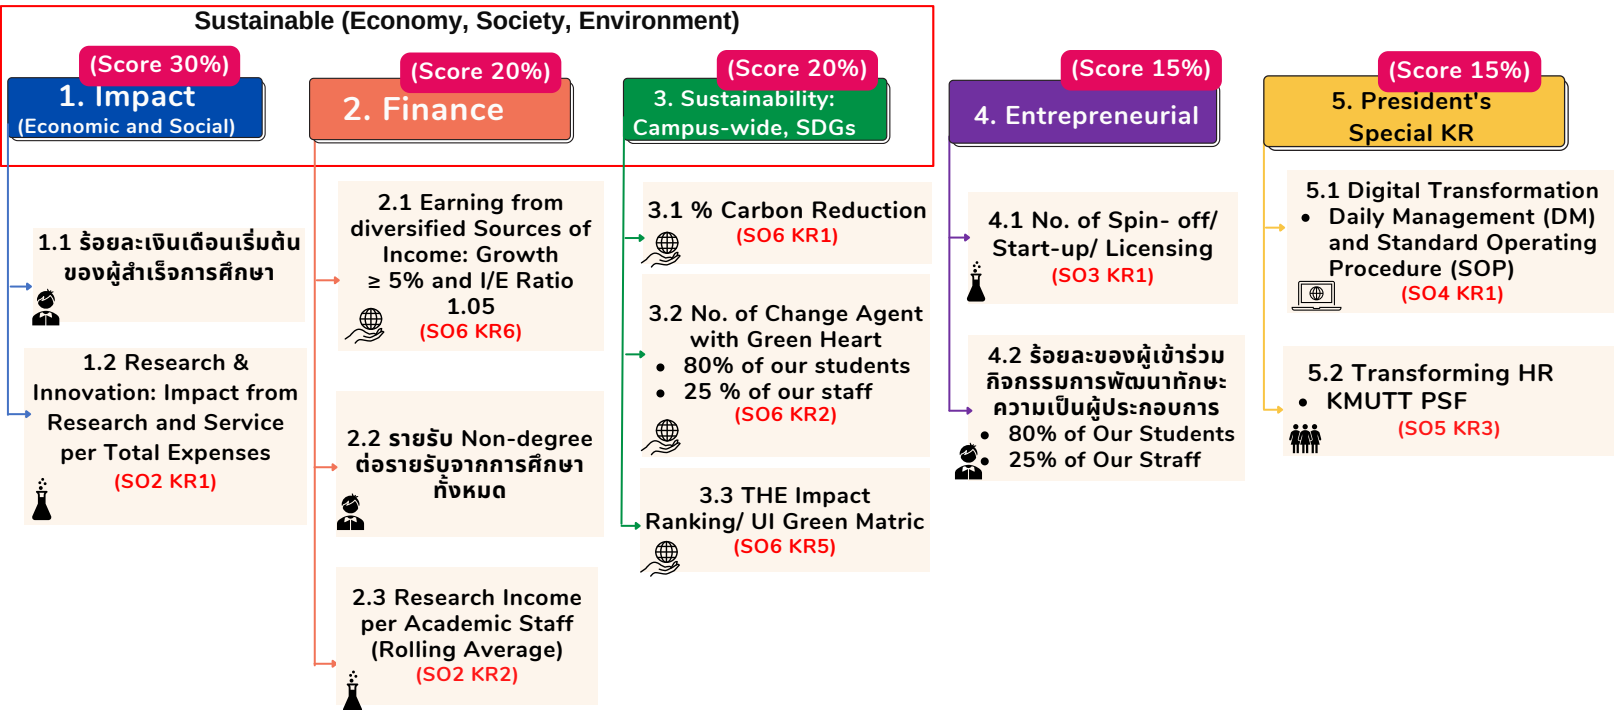 Sustainable (Economy, Society, Environment)
(Score 30%)
1. Impact
(Economic and Social)
1.1 ร้อยละเงินเดือนเริ่มต้น
ของผู้สำเร็จการศึกษา
1.2 Research &
Innovation: Impact from
Research and Service
per Total Expenses
(SO2 KR1)
(Score 20%)
2. Finance
2.1 Earning from
diversified Sources of
Income: Growth
≥ 5% and I/E Ratio
1.05
(SO6 KR6)
2.2 รายรับ Non-degree
ต่อรายรับจากการศึกษา
ทั้งหมด
2.3 Research Income
per Academic Staff
(Rolling Average)
(SO2 KR2)
(Score 20%)
3. Sustainability:
Campus-wide, SDGs
3.1 % Carbon Reduction
(SO6 KR1)
3.2 No. of Change Agent
with Green Heart
• 80% of our students
• 25 % of our staff
(SO6 KR2)
3.3 THE Impact
Ranking/ UI Green Matric
(SO6 KR5)
(Score 15%)
4. Entrepreneurial
4.1 No. of Spin- off/
Start-up/ Licensing
(SO3 KR1)
4.2 ร้อยละของผู้เข้าร่วม
กิจกรรมการพัฒนาทักษะ
ความเป็นผู้ประกอบการ
• 80% of Our Students
• 25% of Our Straff
(Score 15%)
5. President's
Special KR
5.1 Digital Transformation
• Daily Management (DM)
and Standard Operating
Procedure (SOP)
(SO4 KR1)
5.2 Transforming HR
• KMUTT PSF
(SO5 KR3)